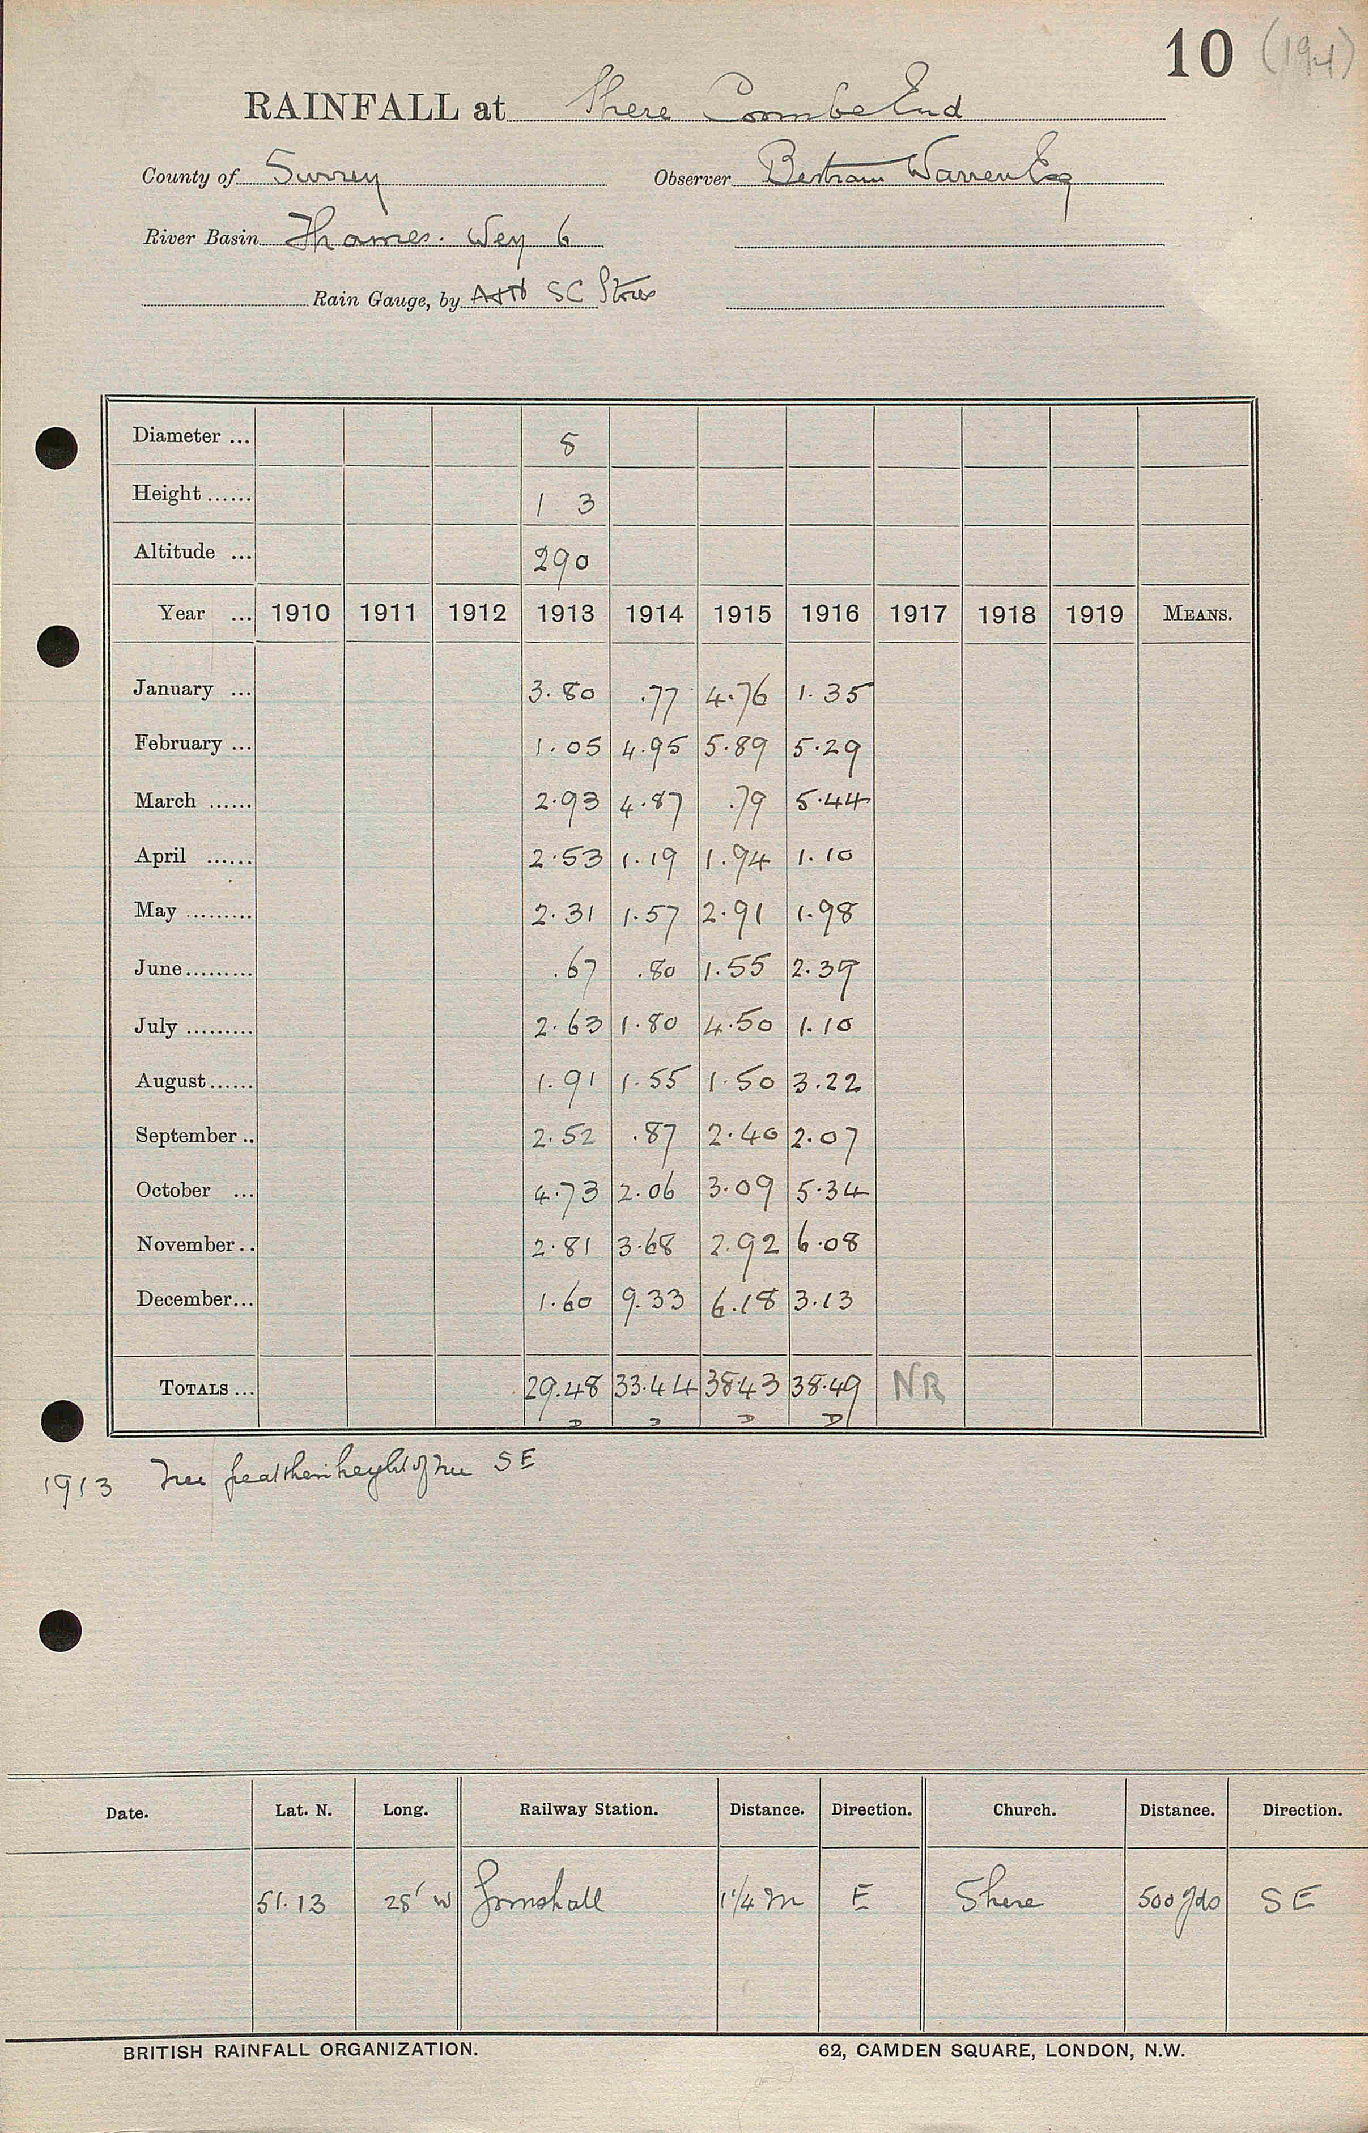 10 (191)
RAINFALL at Shere Coombe End
County of Surrey Observer Bertram Warren Esq
River Basin Thames. Wey 6
Rain Gauge, by A+N SC Stores
Diameter ... 5
Height ...... 1 3
Altitude ... 290
Year ... 1910 1911 1912 1913 1914 1915 1916 1917 1918 1919 MEANS.
January ... 3.80 .77 4.76 1.35
February ... 1.05 4.95 5.89 5.29
March ...... 2.93 4.87 .79 5.44
April ...... 2.53 1.19 1.94 1.10
May ......... 2.31 1.57 2.91 1.98
June ......... .67 .80 1.55 2.39
July ......... 2.63 1.80 4.50 1.10
August ...... 1.91 1.55 1.50 3.22
September .. 2.52 .87 2.40 2.07
October ... 4.73 2.06 3.09 5.34
November .. 2.81 3.68 2.92 6.08
December ... 1.60 9.33 6.18 3.13
TOTALS ... 29.48 33.44 38.43 38.49 NR
D D D D
1913 Tree height of tree SE
Date. Lat. N. Long. Railway Station. Distance. Direction. Church. Distance. Direction.
51.13 28' W Gomshall 1 1/4 m E Shere 500 yds SE
BRITISH RAINFALL ORGANIZATION. 62, CAMDEN SQUARE, LONDON, N.W.